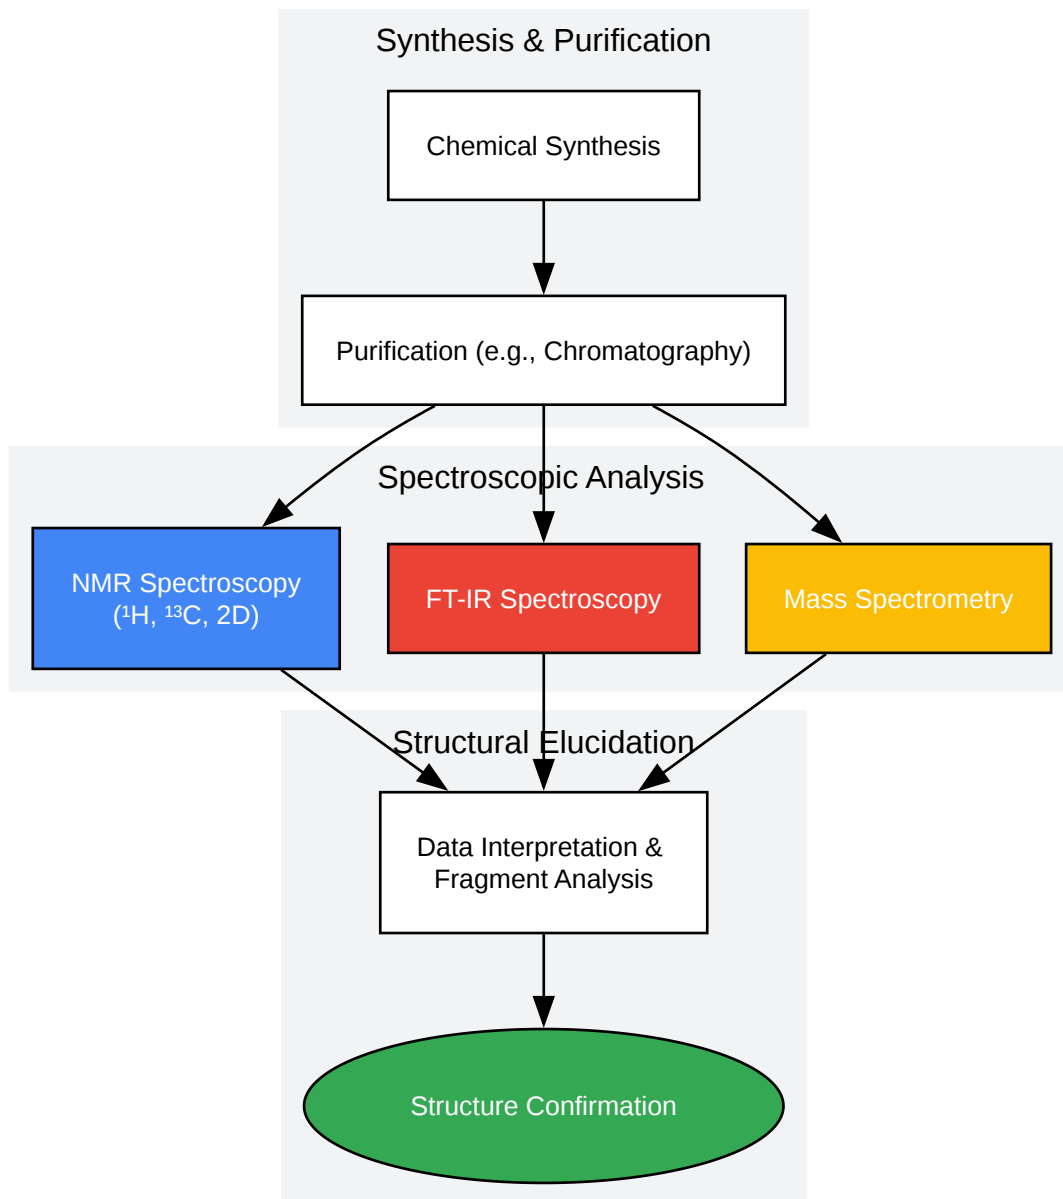 Synthesis & Purification
Chemical Synthesis
Purification (e.g., Chromatography)
Spectroscopic Analysis
NMR Spectroscopy
(¹H, ¹³C, 2D)
FT-IR Spectroscopy
Mass Spectrometry
Structural Elucidation
Data Interpretation &
Fragment Analysis
Structure Confirmation